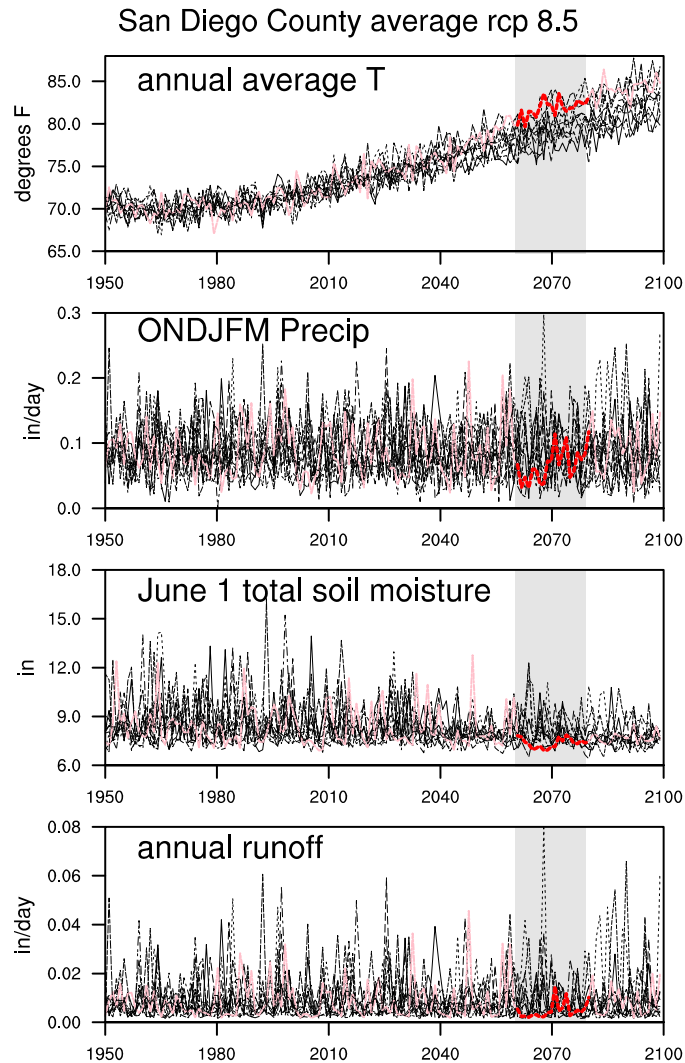 San Diego County average rcp 8.5
annual average T
degrees F
85.0
80.0
75.0
70.0
65.0
1950 1980 2010 2040 2070 2100
ONDJFM Precip
in/day
0.3
0.2
0.1
0.0
1950 1980 2010 2040 2070 2100
June 1 total soil moisture
in
18.0
15.0
12.0
9.0
6.0
1950 1980 2010 2040 2070 2100
annual runoff
in/day
0.08
0.06
0.04
0.02
0.00
1950 1980 2010 2040 2070 2100